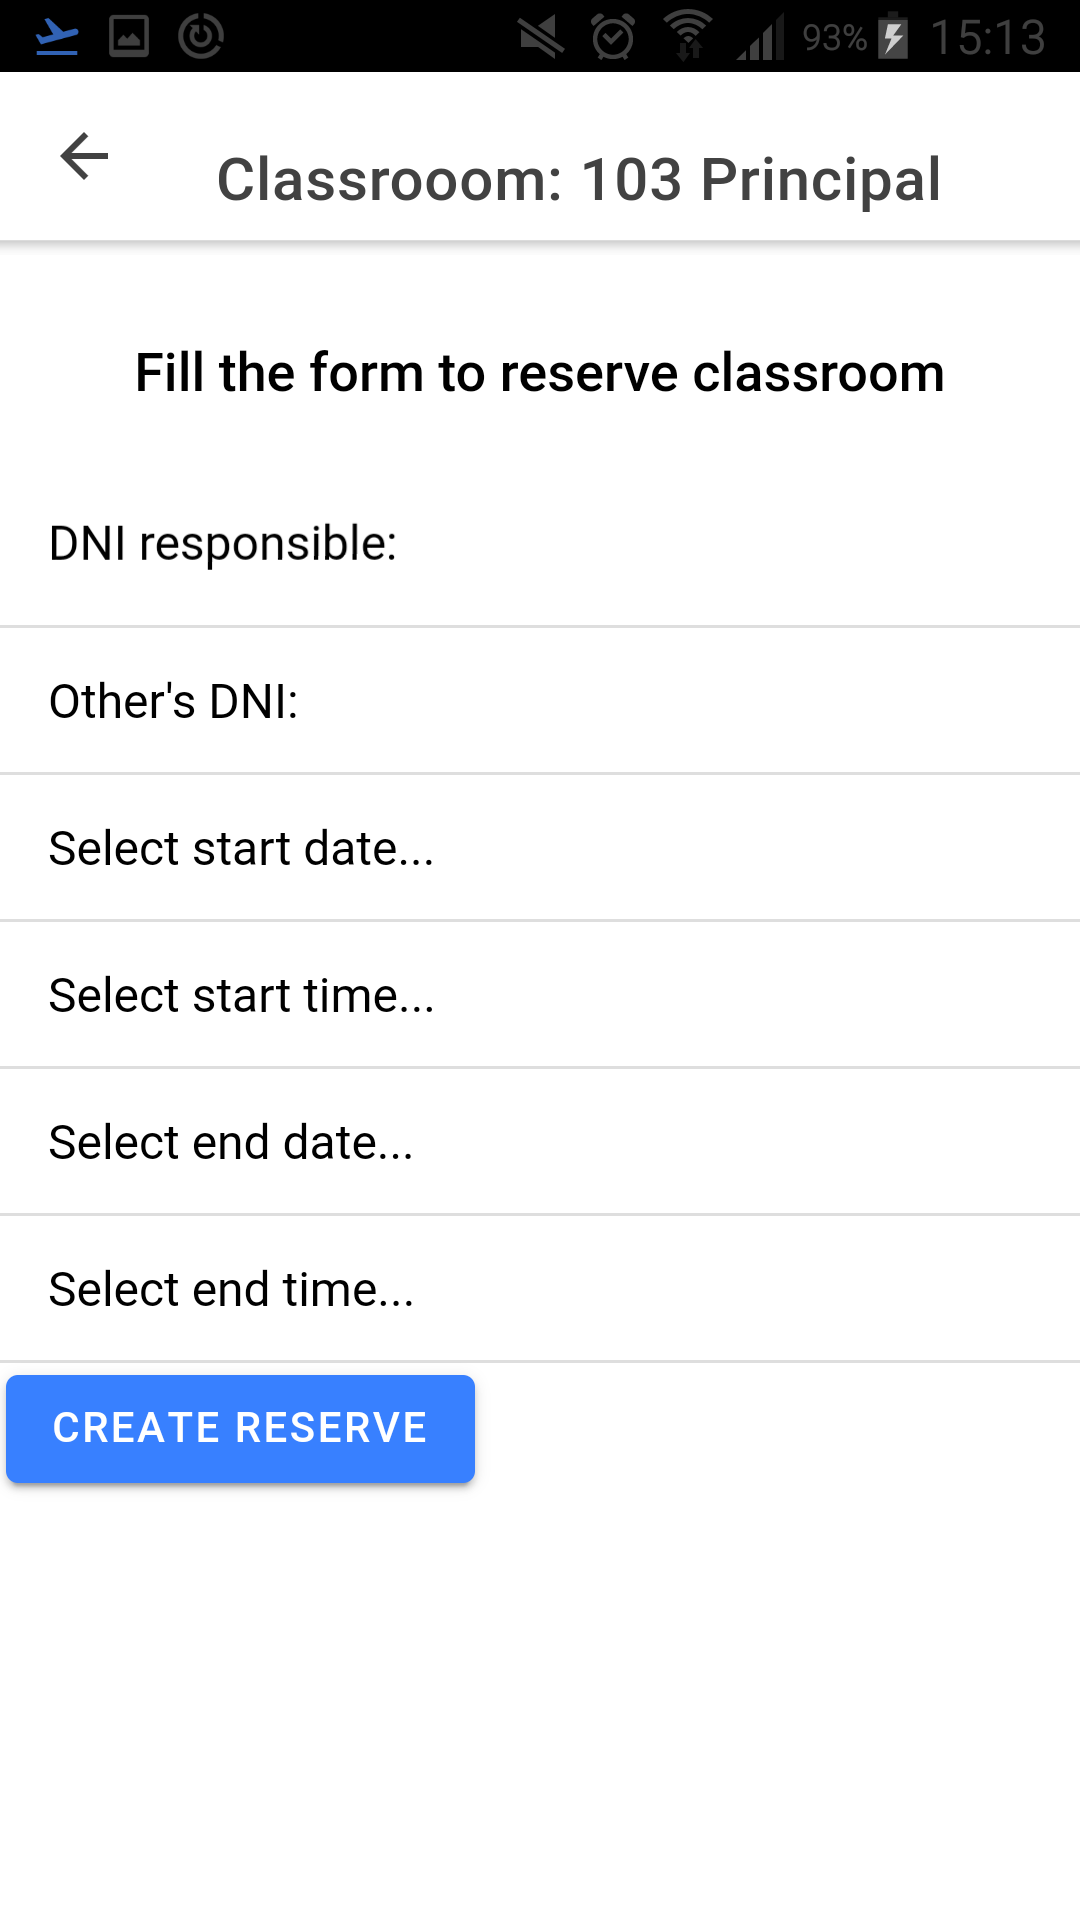 93% 15:13
Classrooom: 103 Principal
Fill the form to reserve classroom
DNI responsible:
Other's DNI:
Select start date...
Select start time...
Select end date...
Select end time...
CREATE RESERVE